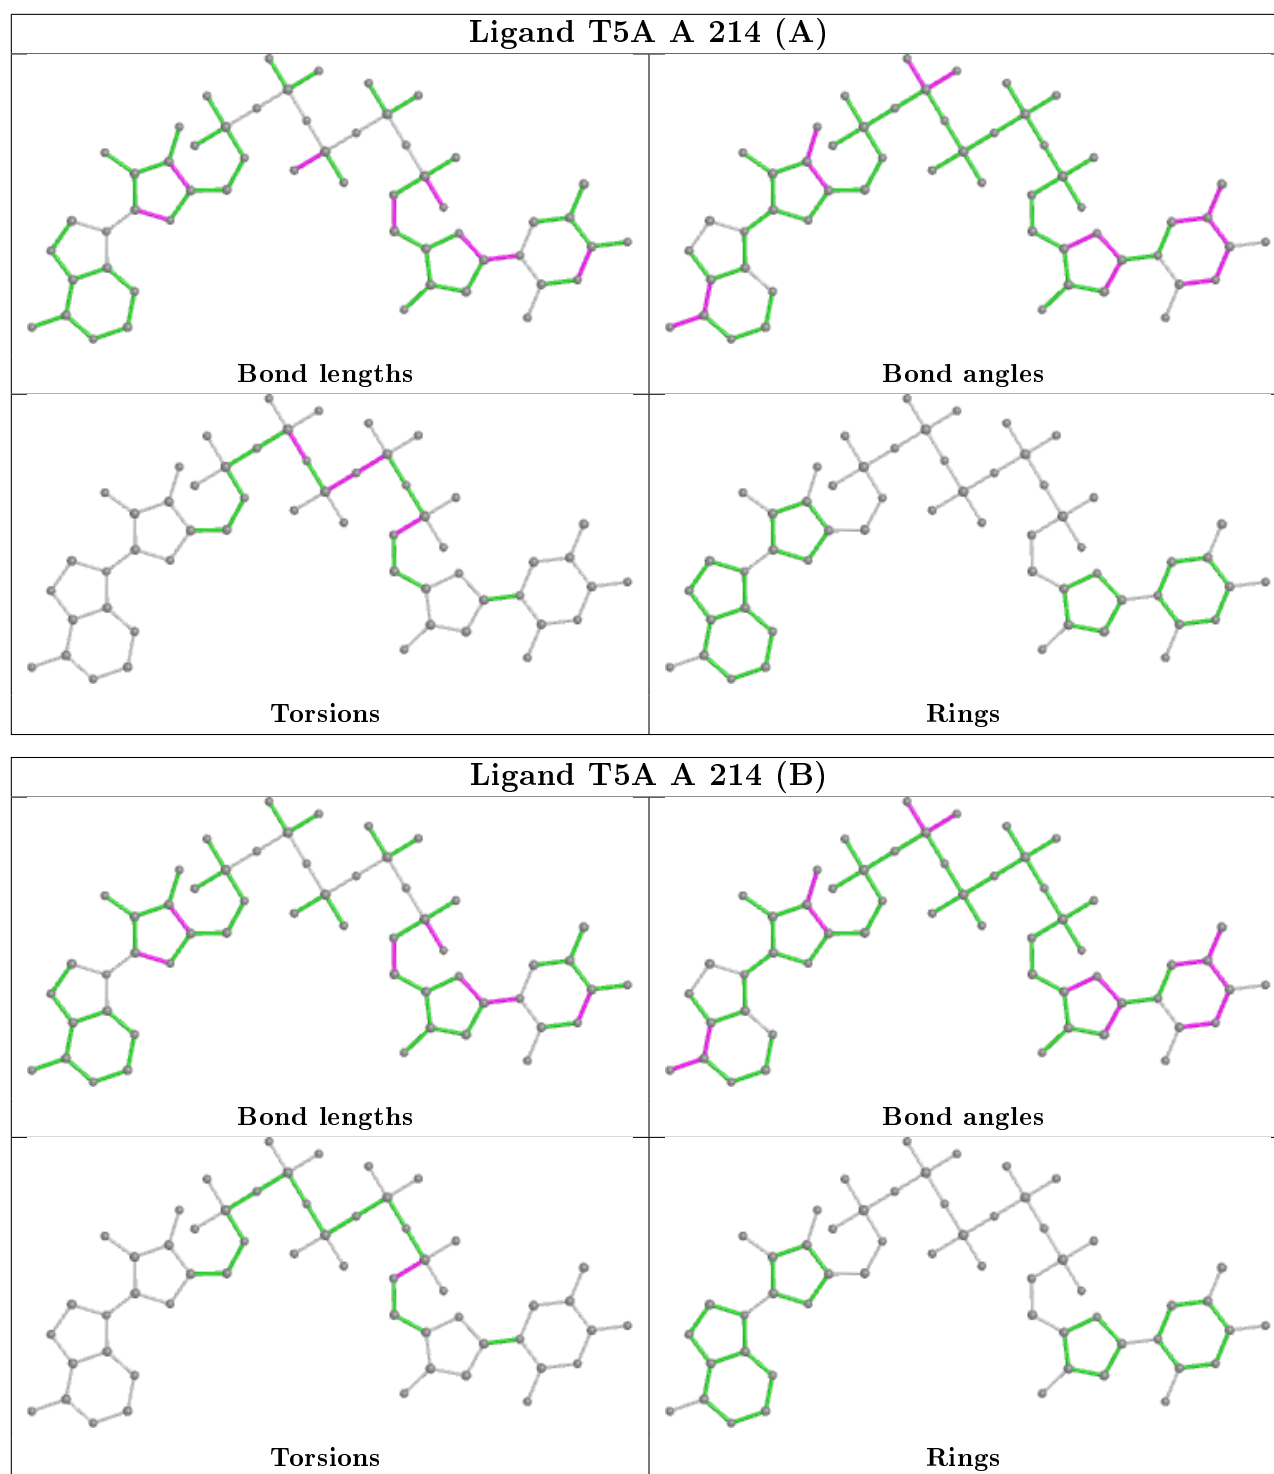 Ligand T5A A 214 (A)
Bond lengths
Bond angles
Torsions
Rings
Ligand T5A A 214 (B)
Bond lengths
Bond angles
Torsions
Rings